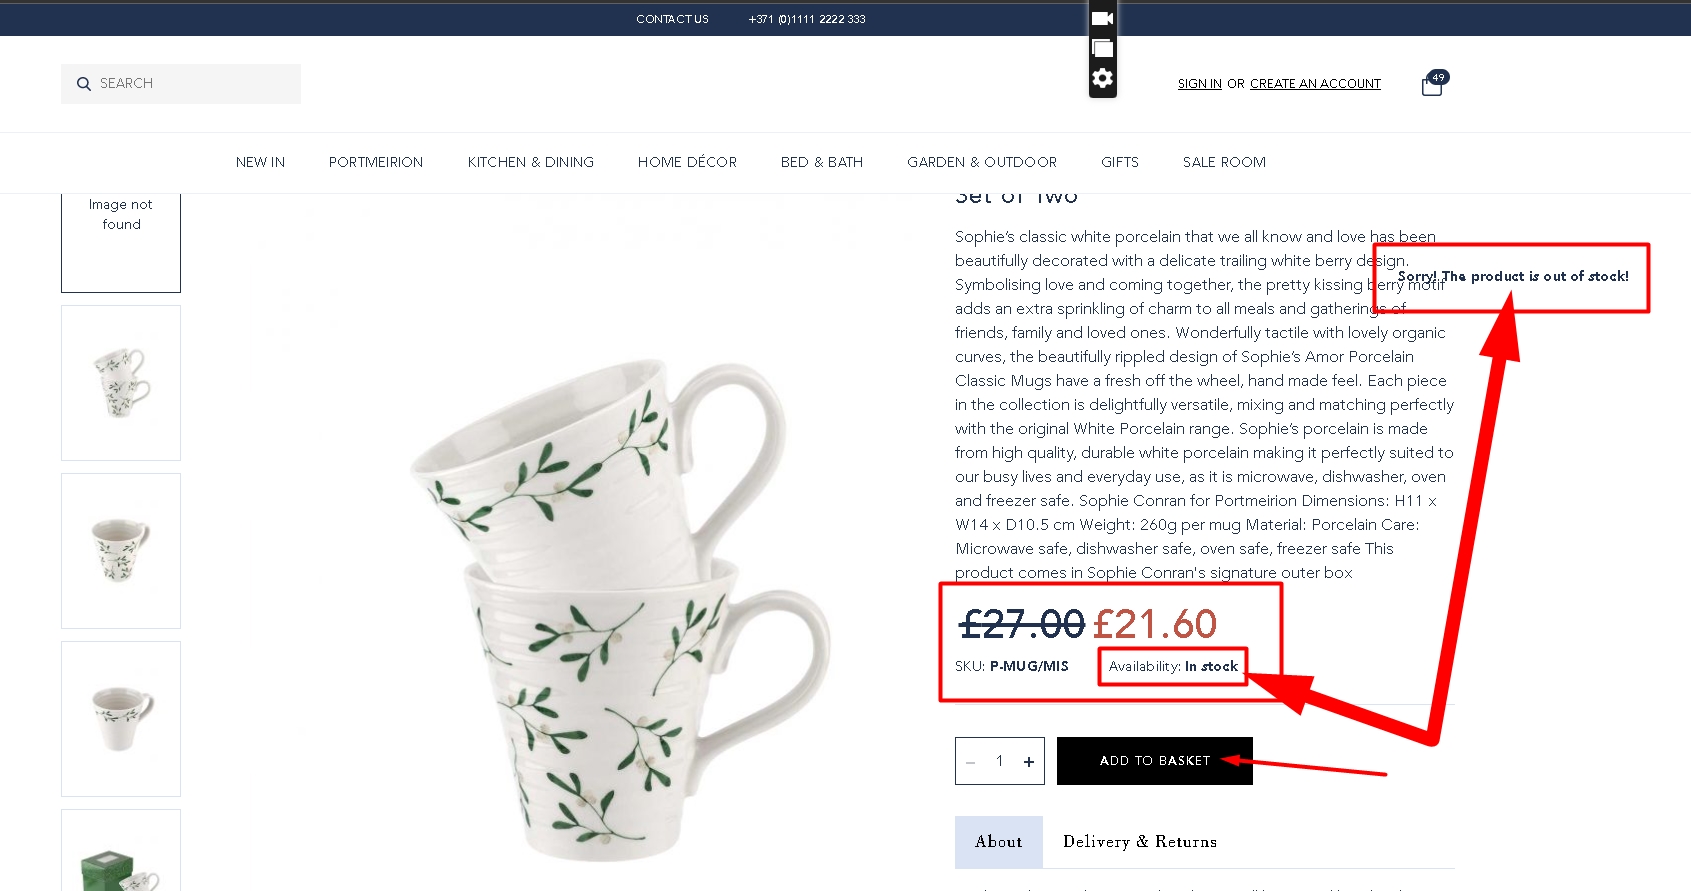 CONTACT US +371 (0)1111 2222 333
SEARCH
SIGN IN OR CREATE AN ACCOUNT
49
NEW IN PORTMEIRION KITCHEN & DINING HOME DÉCOR BED & BATH GARDEN & OUTDOOR GIFTS SALE ROOM
Image not
found
Set of Two
Sophie's classic white porcelain that we all know and love has been
beautifully decorated with a delicate trailing white berry design.
Symbolising love and coming together, the pretty kissing berry motif
adds an extra sprinkling of charm to all meals and gatherings of
friends, family and loved ones. Wonderfully tactile with lovely organic
curves, the beautifully rippled design of Sophie's Amor Porcelain
Classic Mugs have a fresh off the wheel, hand made feel. Each piece
in the collection is delightfully versatile, mixing and matching perfectly
with the original White Porcelain range. Sophie's porcelain is made
from high quality, durable white porcelain making it perfectly suited to
our busy lives and everyday use, as it is microwave, dishwasher, oven
and freezer safe. Sophie Conran for Portmeirion Dimensions: H11 x
W14 x D10.5 cm Weight: 260g per mug Material: Porcelain Care:
Microwave safe, dishwasher safe, oven safe, freezer safe This
product comes in Sophie Conran's signature outer box
Sorry! The product is out of stock!
£27.00 £21.60
SKU: P-MUG/MIS Availability: In stock
− 1 + ADD TO BASKET
About Delivery & Returns